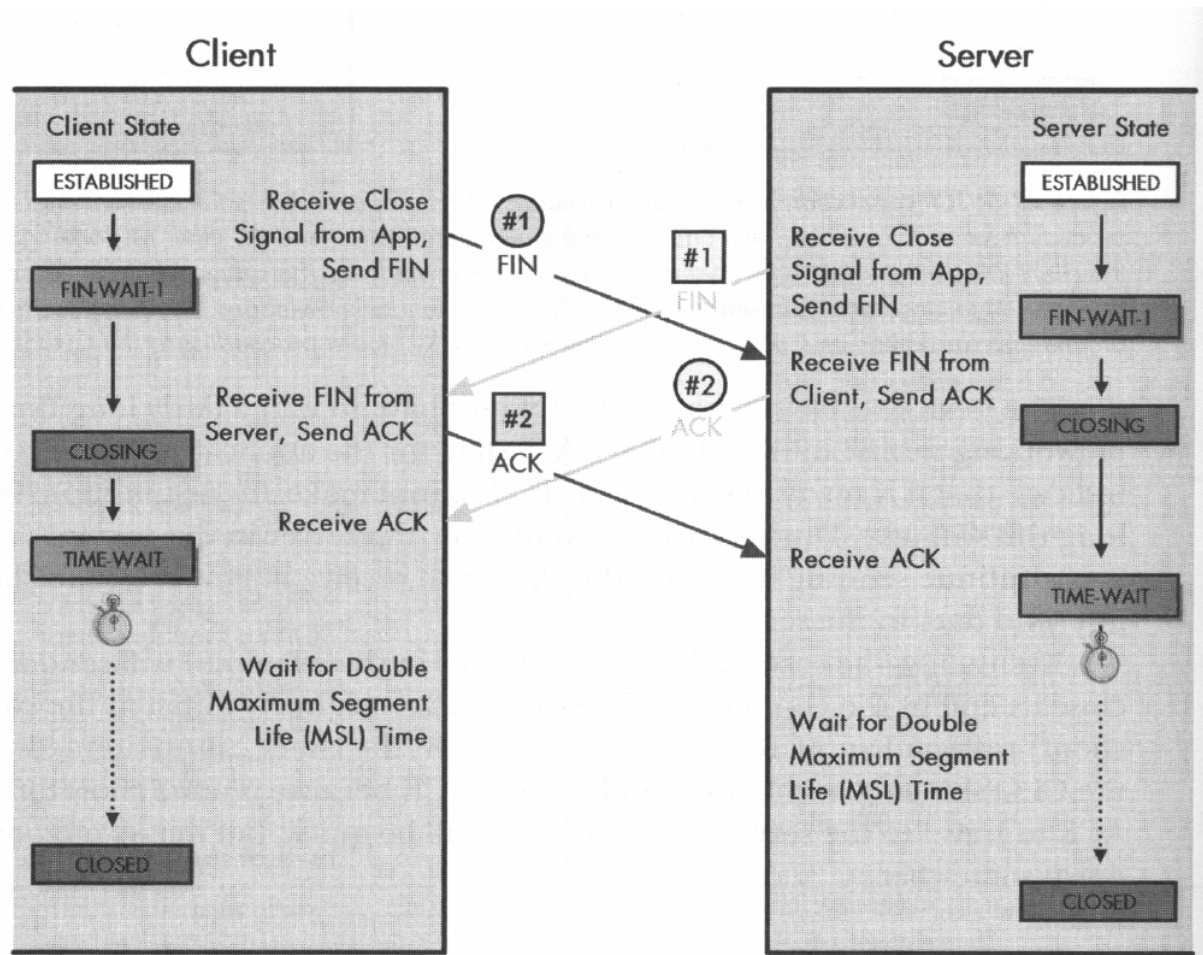 Client
Server
Client State
ESTABLISHED
FIN-WAIT-1
CLOSING
TIME-WAIT
CLOSED
Receive Close
Signal from App,
Send FIN
Receive FIN from
Server, Send ACK
Receive ACK
Wait for Double
Maximum Segment
Life (MSL) Time
#1
FIN
#1
FIN
#2
ACK
#2
ACK
Receive Close
Signal from App,
Send FIN
Receive FIN from
Client, Send ACK
Receive ACK
Wait for Double
Maximum Segment
Life (MSL) Time
Server State
ESTABLISHED
FIN-WAIT-1
CLOSING
TIME-WAIT
CLOSED